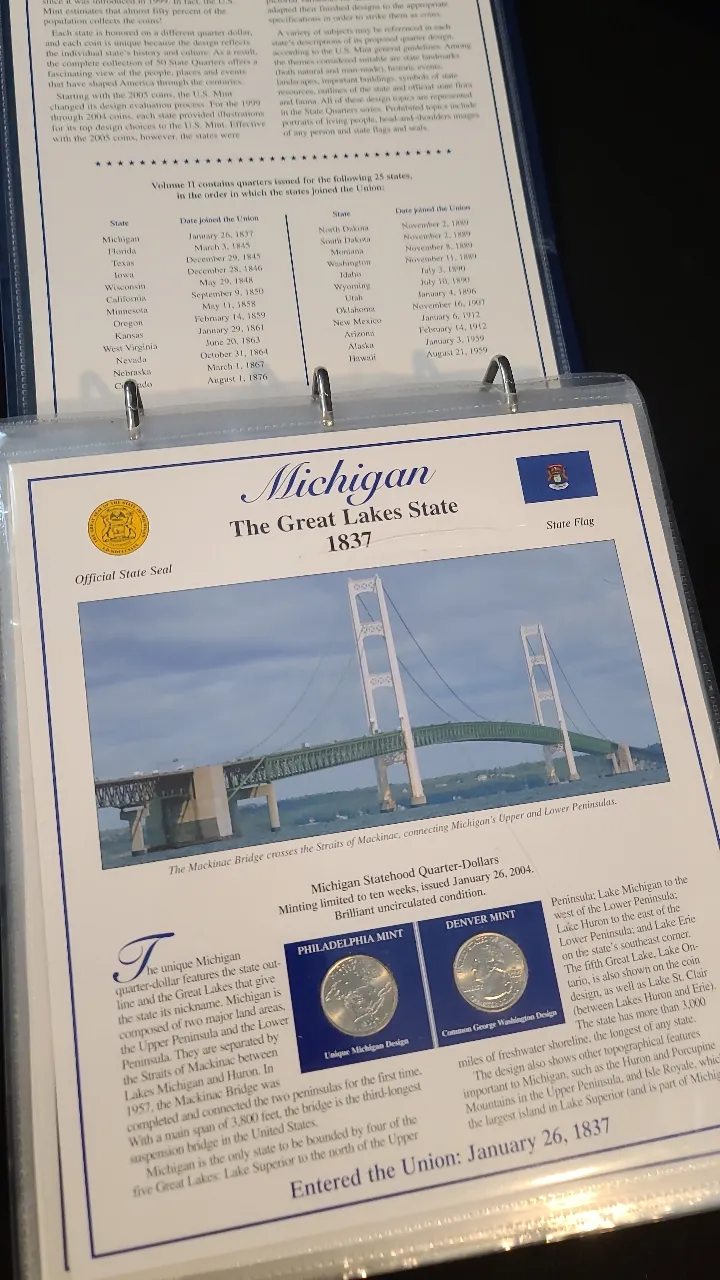 since it was introduced in 1999. In fact, the U.S.
Mint estimates that almost fifty percent of the
population collects the coins!
Each state is honored on a different quarter dollar,
and each coin is unique because the design reflects
the individual state's history and culture. As a result,
the complete collection of 50 State Quarters offers a
fascinating view of the people, places and events
that have shaped America through the centuries.
Starting with the 2005 coins, the U.S. Mint
changed its design evaluation process. For the 1999
through 2004 coins, each state provided illustrations
for its top design choices to the U.S. Mint. Effective
with the 2005 coins, however, the states were
adapted their finished designs to the appropriate
specifications in order to strike them as coins.
A variety of subjects may be referenced in each
state's descriptions of its proposed quarter design,
according to the U.S. Mint general guidelines. Among
the themes considered suitable are state landmarks
(both natural and man-made), historic events,
landscapes, important buildings, symbols of state
resources, outlines of the state and official state flora
and fauna. All of these design topics are represented
in the State Quarters series. Prohibited topics include
portraits of living people, head-and-shoulders images
of any person and state flags and seals.
Volume II contains quarters issued for the following 25 states,
in the order in which the states joined the Union:
State Date joined the Union
Michigan January 26, 1837
Florida March 3, 1845
Texas December 29, 1845
Iowa December 28, 1846
Wisconsin May 29, 1848
California September 9, 1850
Minnesota May 11, 1858
Oregon February 14, 1859
Kansas January 29, 1861
West Virginia June 20, 1863
Nevada October 31, 1864
Nebraska March 1, 1867
Colorado August 1, 1876
State Date joined the Union
North Dakota November 2, 1889
South Dakota November 2, 1889
Montana November 8, 1889
Washington November 11, 1889
Idaho July 3, 1890
Wyoming July 10, 1890
Utah January 4, 1896
Oklahoma November 16, 1907
New Mexico January 6, 1912
Arizona February 14, 1912
Alaska January 3, 1959
Hawaii August 21, 1959
Michigan
The Great Lakes State
1837
Official State Seal
State Flag
The Mackinac Bridge crosses the Straits of Mackinac, connecting Michigan's Upper and Lower Peninsulas.
Michigan Statehood Quarter-Dollars
Minting limited to ten weeks, issued January 26, 2004.
Brilliant uncirculated condition.
PHILADELPHIA MINT
Unique Michigan Design
DENVER MINT
Common George Washington Design
The unique Michigan
quarter-dollar features the state out-
line and the Great Lakes that give
the state its nickname. Michigan is
composed of two major land areas,
the Upper Peninsula and the Lower
Peninsula. They are separated by
the Straits of Mackinac between
Lakes Michigan and Huron. In
1957, the Mackinac Bridge was
completed and connected the two peninsulas for the first time.
With a main span of 3,800 feet, the bridge is the third-longest
suspension bridge in the United States.
Michigan is the only state to be bounded by four of the
five Great Lakes: Lake Superior to the north of the Upper
Peninsula; Lake Michigan to the
west of the Lower Peninsula;
Lake Huron to the east of the
Lower Peninsula; and Lake Erie
on the state's southeast corner.
The fifth Great Lake, Lake On-
tario, is also shown on the coin
design, as well as Lake St. Clair
(between Lakes Huron and Erie).
The state has more than 3,000
miles of freshwater shoreline, the longest of any state.
The design also shows other topographical features
important to Michigan, such as the Huron and Porcupine
Mountains in the Upper Peninsula, and Isle Royale, which
the largest island in Lake Superior (and is part of Michig
Entered the Union: January 26, 1837